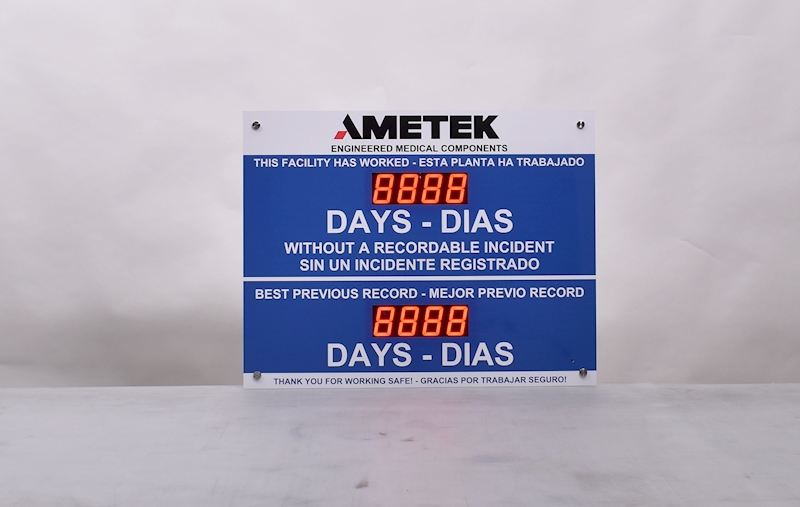 AMETEK
ENGINEERED MEDICAL COMPONENTS
THIS FACILITY HAS WORKED - ESTA PLANTA HA TRABAJADO
8888
DAYS - DIAS
WITHOUT A RECORDABLE INCIDENT
SIN UN INCIDENTE REGISTRADO
BEST PREVIOUS RECORD - MEJOR PREVIO RECORD
8888
DAYS - DIAS
THANK YOU FOR WORKING SAFE! - GRACIAS POR TRABAJAR SEGURO!